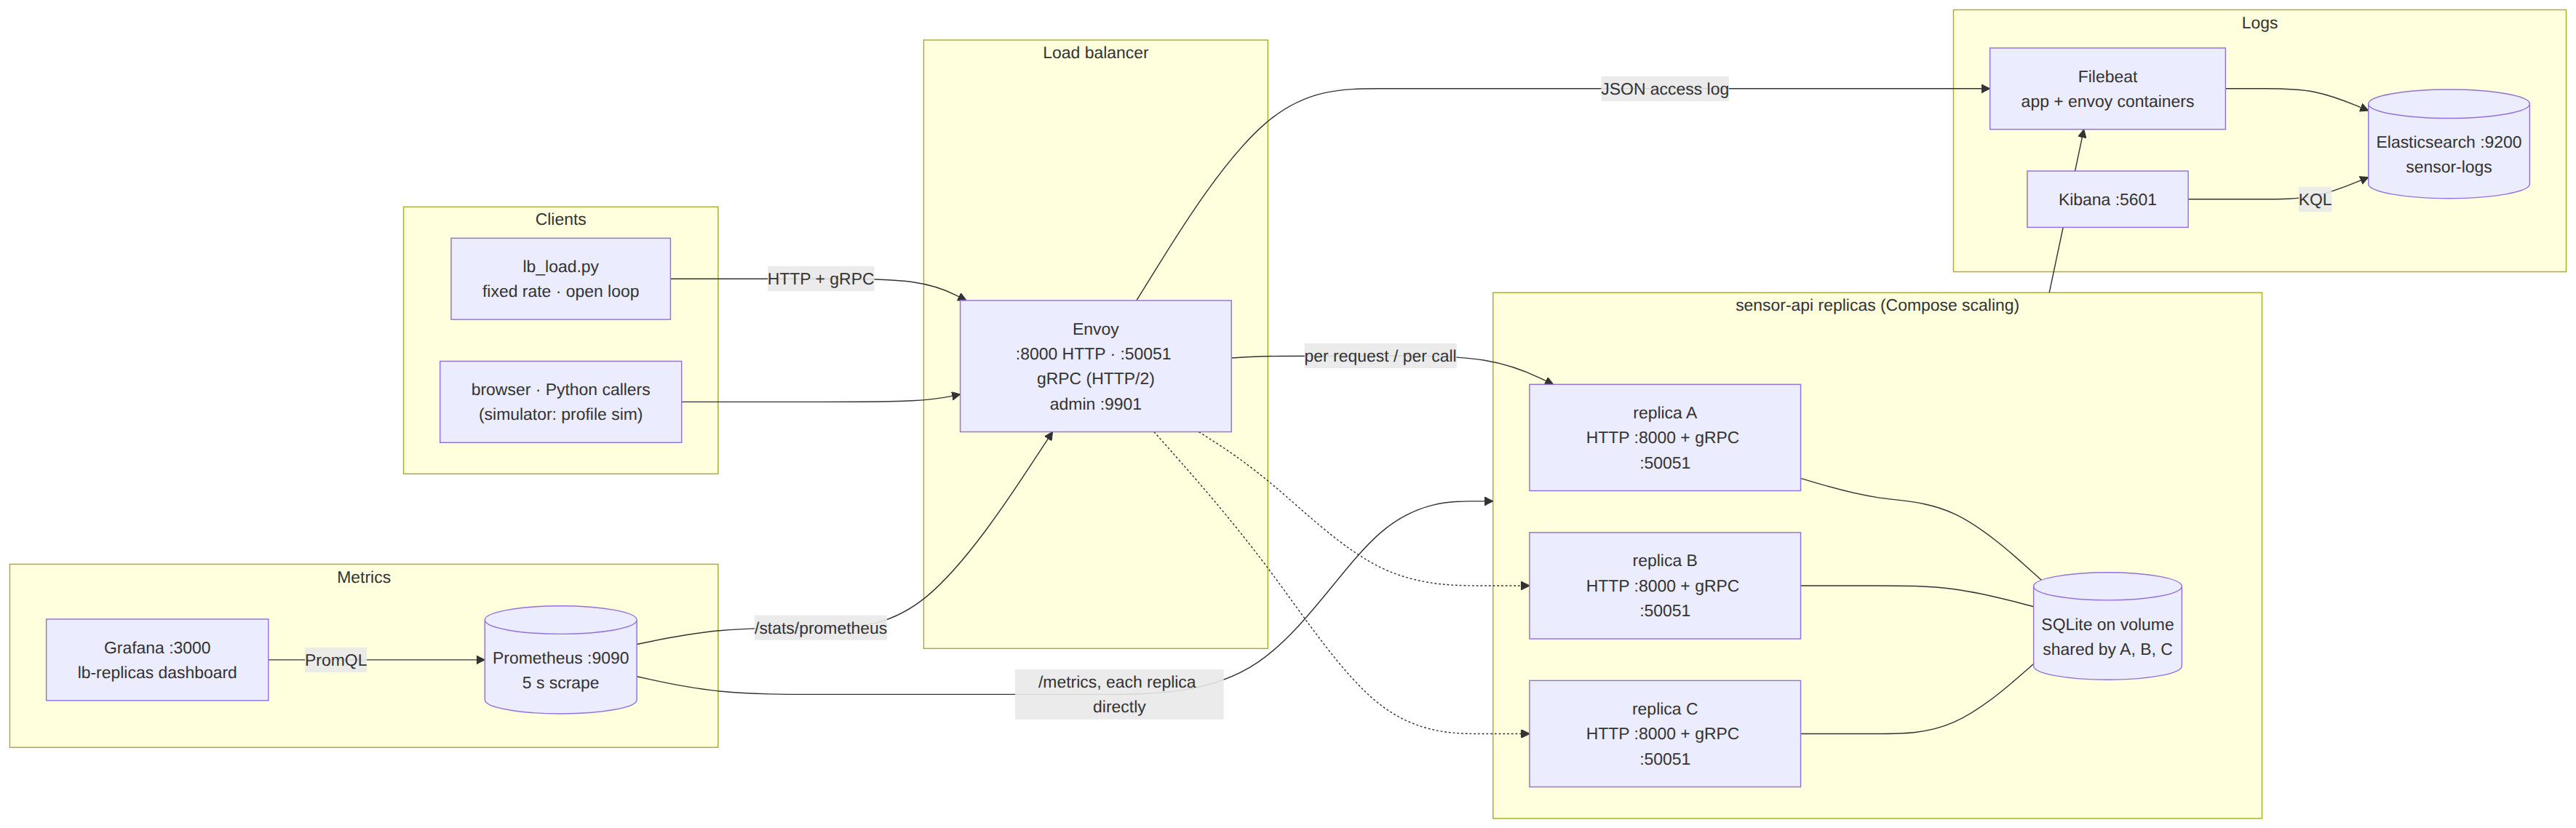 Logs
Filebeat
app + envoy containers
Elasticsearch :9200
sensor-logs
Kibana :5601
KQL
JSON access log
Load balancer
Envoy
:8000 HTTP · :50051
gRPC (HTTP/2)
admin :9901
Clients
lb_load.py
fixed rate · open loop
browser · Python callers
(simulator: profile sim)
HTTP + gRPC
per request / per call
sensor-api replicas (Compose scaling)
replica A
HTTP :8000 + gRPC
:50051
replica B
HTTP :8000 + gRPC
:50051
replica C
HTTP :8000 + gRPC
:50051
SQLite on volume
shared by A, B, C
Metrics
Grafana :3000
lb-replicas dashboard
PromQL
Prometheus :9090
5 s scrape
/stats/prometheus
/metrics, each replica
directly